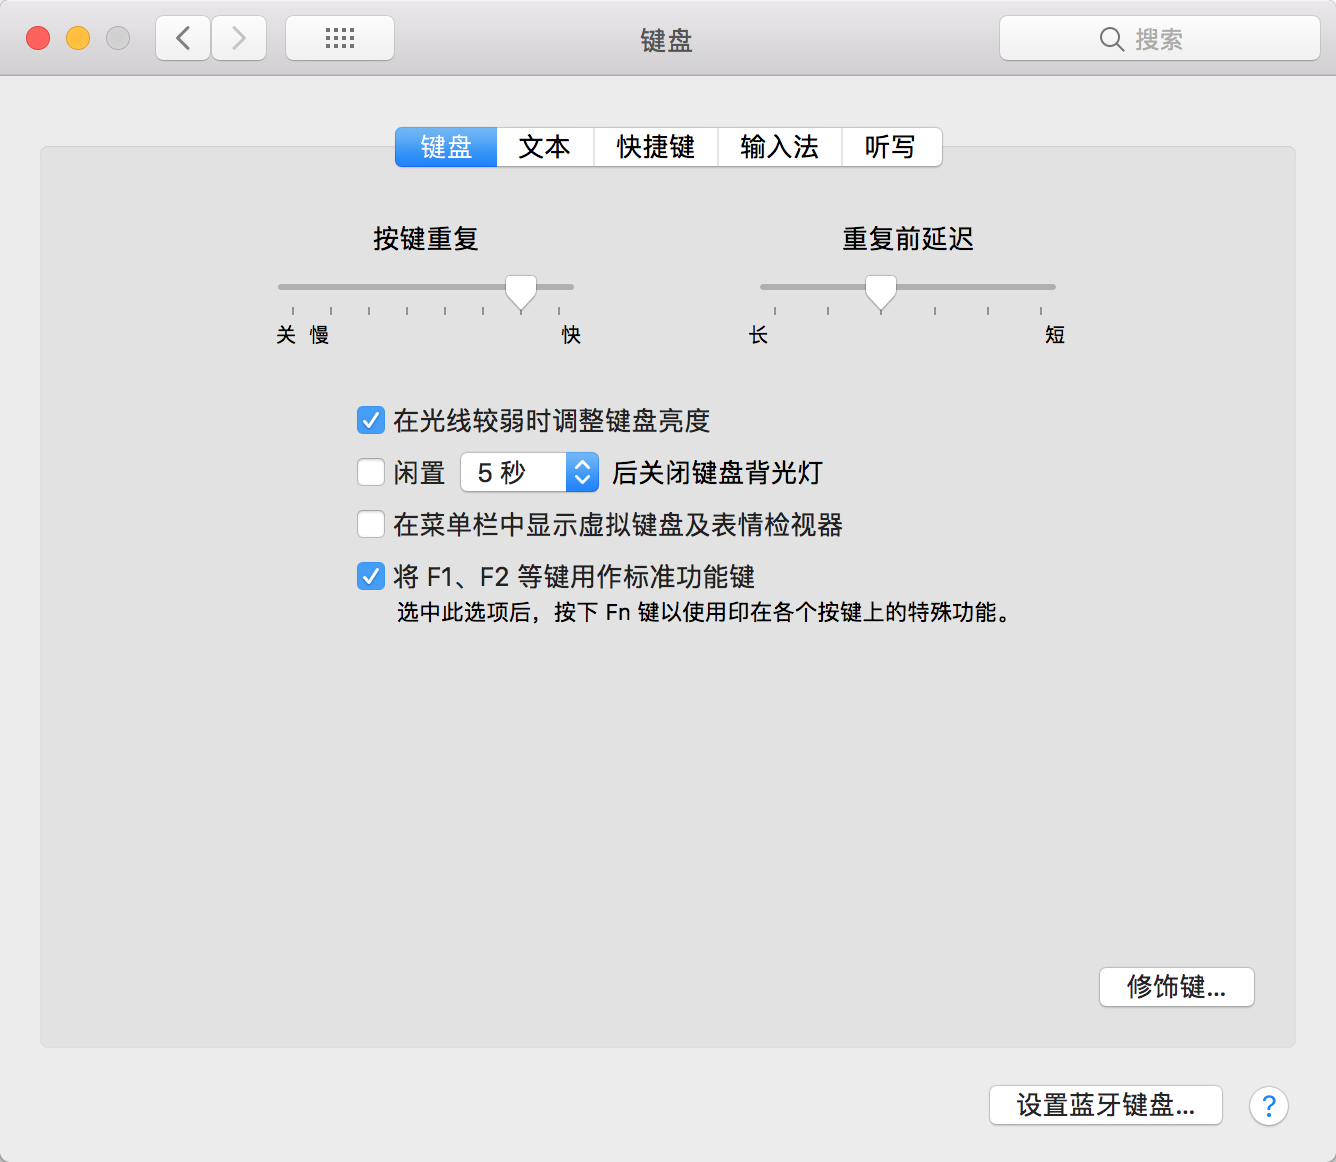 键盘
搜索
键盘 文本 快捷键 输入法 听写
按键重复 重复前延迟
关 慢 快 长 短
在光线较弱时调整键盘亮度
闲置 5 秒 后关闭键盘背光灯
在菜单栏中显示虚拟键盘及表情检视器
将 F1、F2 等键用作标准功能键
选中此选项后，按下 Fn 键以使用印在各个按键上的特殊功能。
修饰键...
设置蓝牙键盘... ?